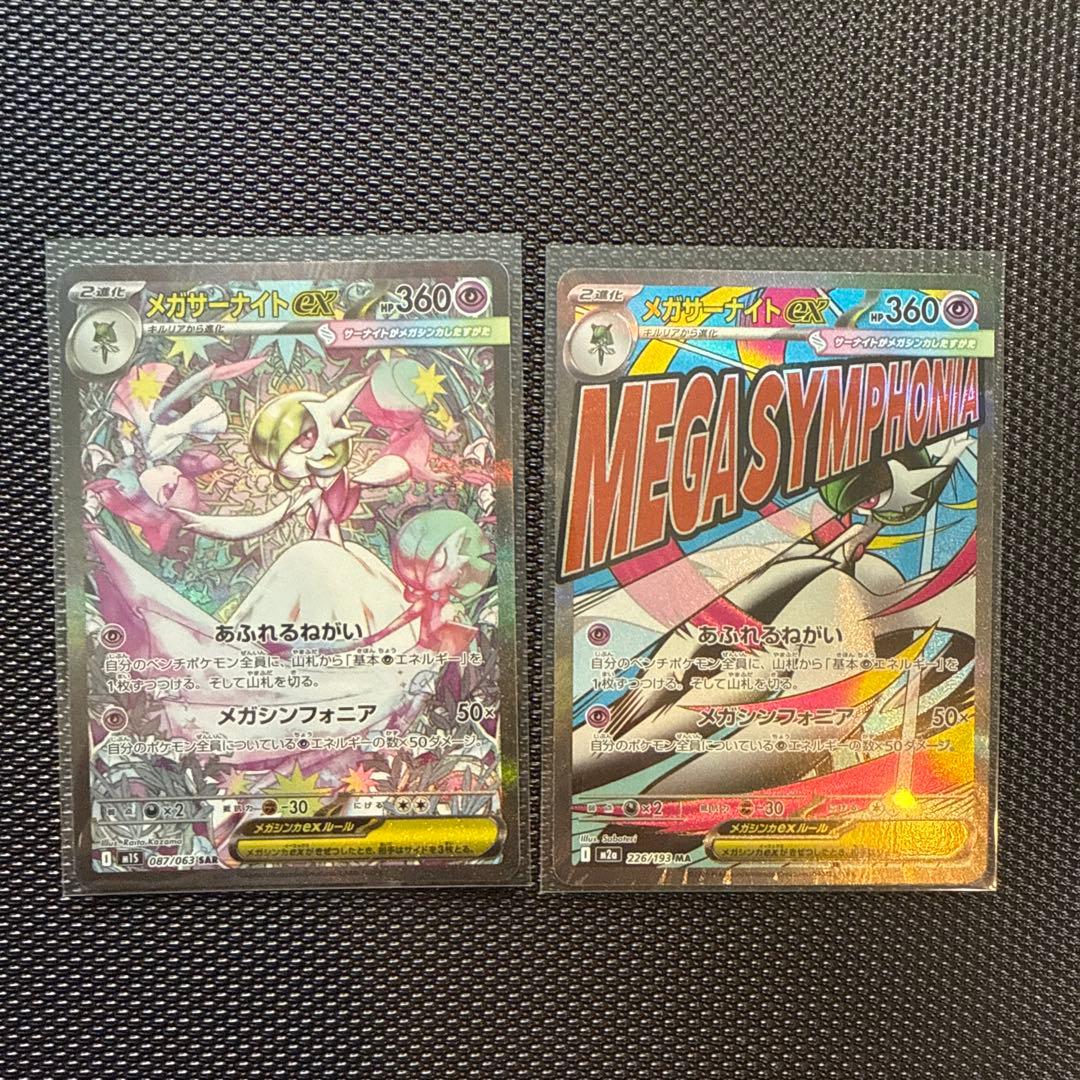 2進化
メガサーナイトex
HP360
キルリアから進化
サーナイトがメガシンカしたすがた
あふれるねがい
自分のベンチポケモン全員に、山札から「基本エネルギー」を
1枚ずつつける。そして山札を切る。
メガシンフォニア 50×
自分のポケモン全員についているエネルギーの数×50ダメージ。
弱点 ×2 抵抗力 -30 にげる
メガシンカexルール
Illus. Raita Kazama
I m1S 087/063 SAR
2進化
メガサーナイトex
HP360
キルリアから進化
サーナイトがメガシンカしたすがた
MEGA SYMPHONIA
あふれるねがい
自分のベンチポケモン全員に、山札から「基本エネルギー」を
1枚ずつつける。そして山札を切る。
メガシンフォニア 50×
自分のポケモン全員についているエネルギーの数×50ダメージ。
×2 抵抗力 -30 にげる
メガシンカexルール
Illus. Saboteri
I m2a 226/193 MA